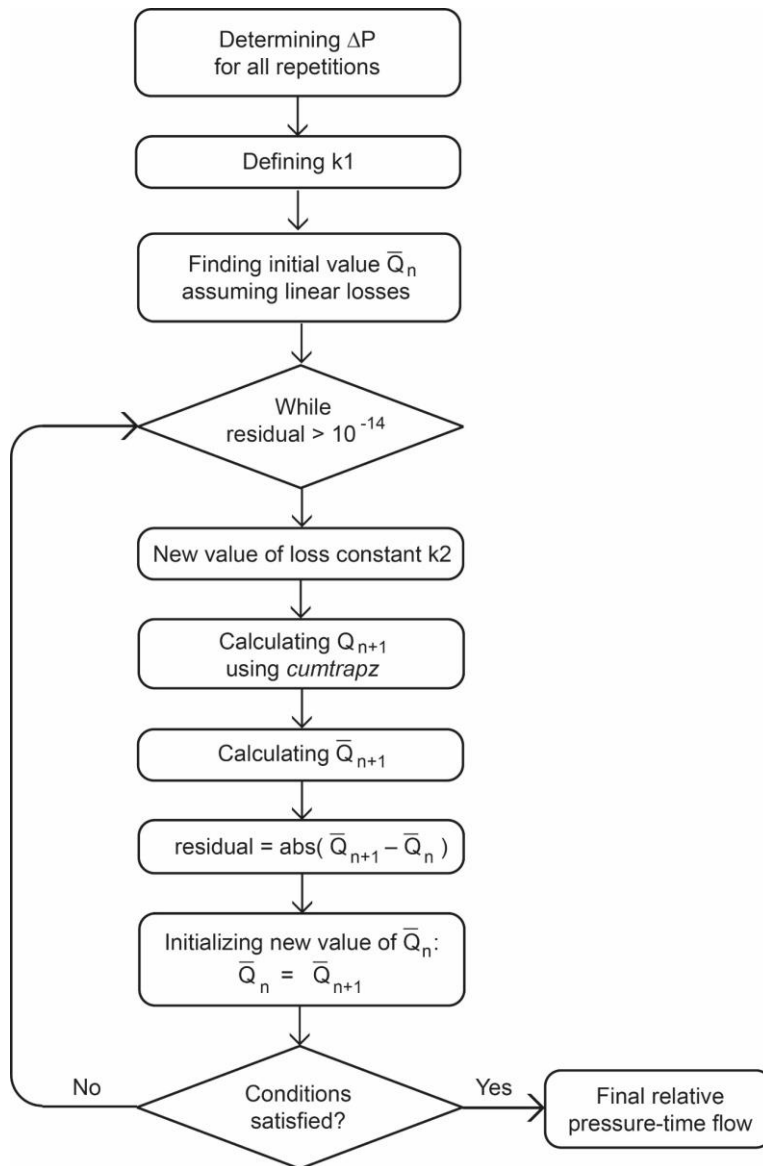 Determining ΔP
for all repetitions
Defining k1
Finding initial value Q̅ₙ
assuming linear losses
While
residual > 10⁻¹⁴
New value of loss constant k2
Calculating Qₙ₊₁
using cumtrapz
Calculating Q̅ₙ₊₁
residual = abs( Q̅ₙ₊₁ – Q̅ₙ )
Initializing new value of Q̅ₙ:
Q̅ₙ = Q̅ₙ₊₁
No
Conditions
satisfied?
Yes
Final relative
pressure-time flow